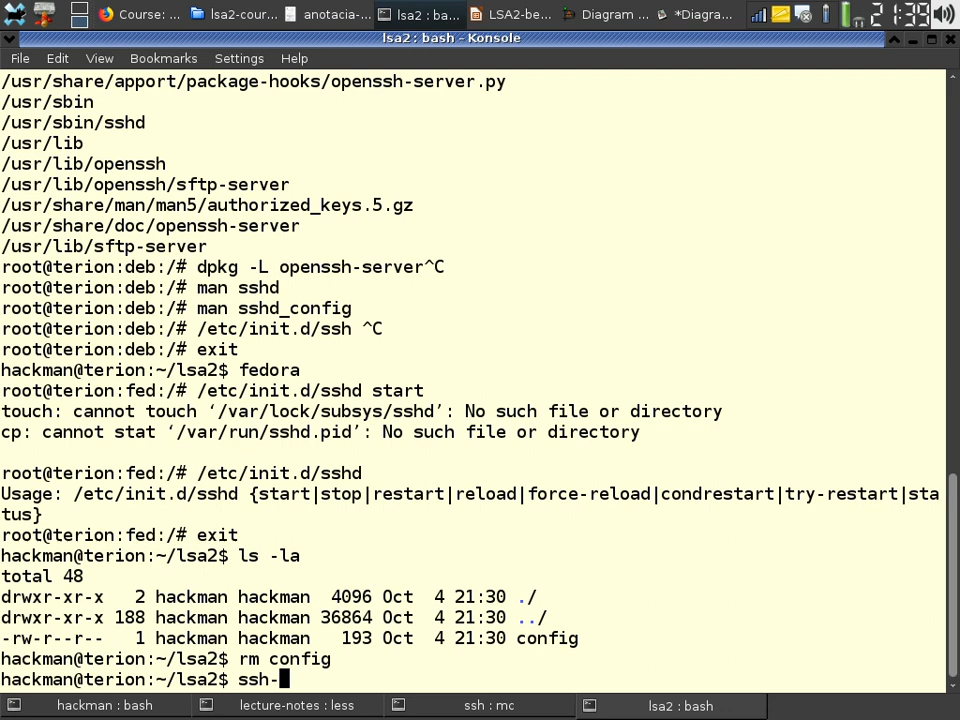 Course: ...
lsa2-cour...
anotacia-...
lsa2 : ba...
LSA2-be...
Diagram ...
*Diagra...
21:39
lsa2 : bash - Konsole
File Edit View Bookmarks Settings Help
/usr/share/apport/package-hooks/openssh-server.py
/usr/sbin
/usr/sbin/sshd
/usr/lib
/usr/lib/openssh
/usr/lib/openssh/sftp-server
/usr/share/man/man5/authorized_keys.5.gz
/usr/share/doc/openssh-server
/usr/lib/sftp-server
root@terion:deb:/# dpkg -L openssh-server^C
root@terion:deb:/# man sshd
root@terion:deb:/# man sshd_config
root@terion:deb:/# /etc/init.d/ssh ^C
root@terion:deb:/# exit
hackman@terion:~/lsa2$ fedora
root@terion:fed:/# /etc/init.d/sshd start
touch: cannot touch ‘/var/lock/subsys/sshd’: No such file or directory
cp: cannot stat ‘/var/run/sshd.pid’: No such file or directory
root@terion:fed:/# /etc/init.d/sshd
Usage: /etc/init.d/sshd {start|stop|restart|reload|force-reload|condrestart|try-restart|sta
tus}
root@terion:fed:/# exit
hackman@terion:~/lsa2$ ls -la
total 48
drwxr-xr-x   2 hackman hackman  4096 Oct  4 21:30 ./
drwxr-xr-x 188 hackman hackman 36864 Oct  4 21:30 ../
-rw-r--r--   1 hackman hackman   193 Oct  4 21:30 config
hackman@terion:~/lsa2$ rm config
hackman@terion:~/lsa2$ ssh-
hackman : bash
lecture-notes : less
ssh : mc
lsa2 : bash